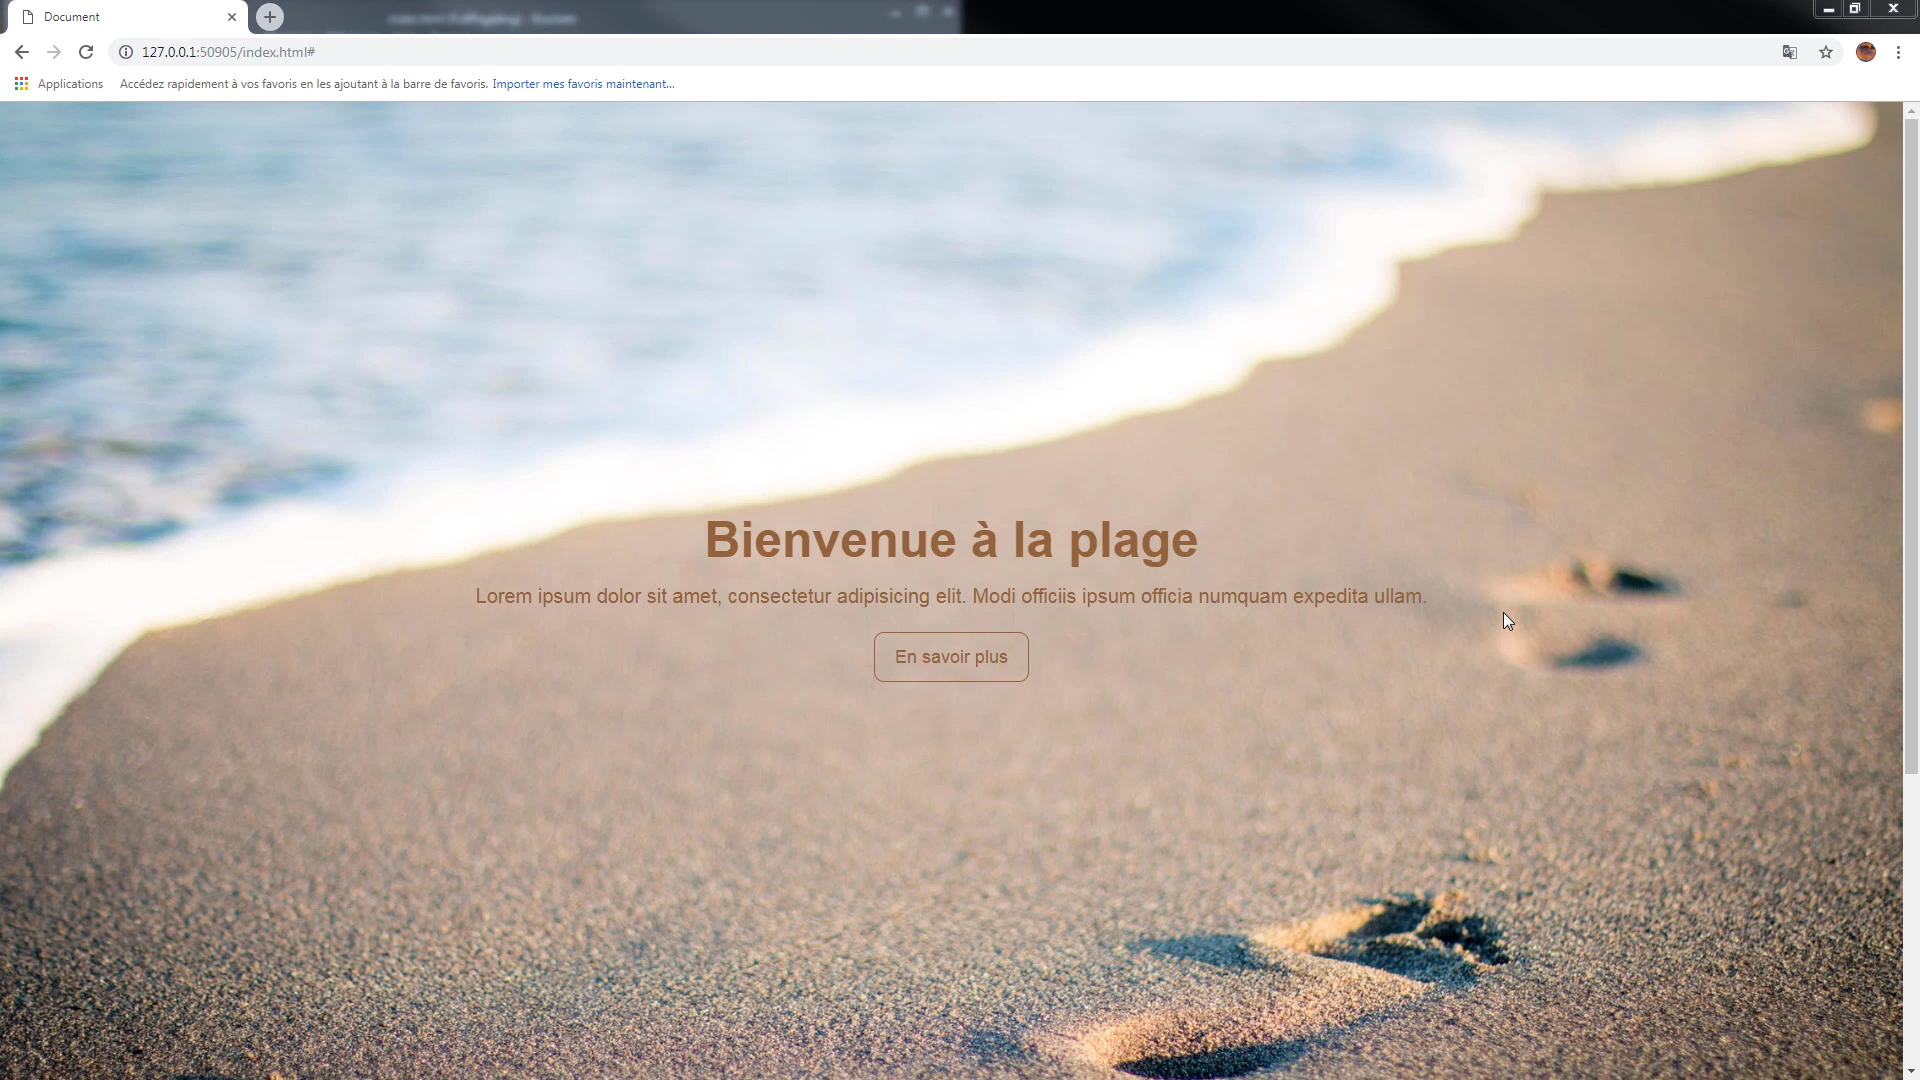 Document
127.0.0.1:50905/index.html#
Applications Accédez rapidement à vos favoris en les ajoutant à la barre de favoris. Importer mes favoris maintenant...
Bienvenue à la plage
Lorem ipsum dolor sit amet, consectetur adipisicing elit. Modi officiis ipsum officia numquam expedita ullam.
En savoir plus